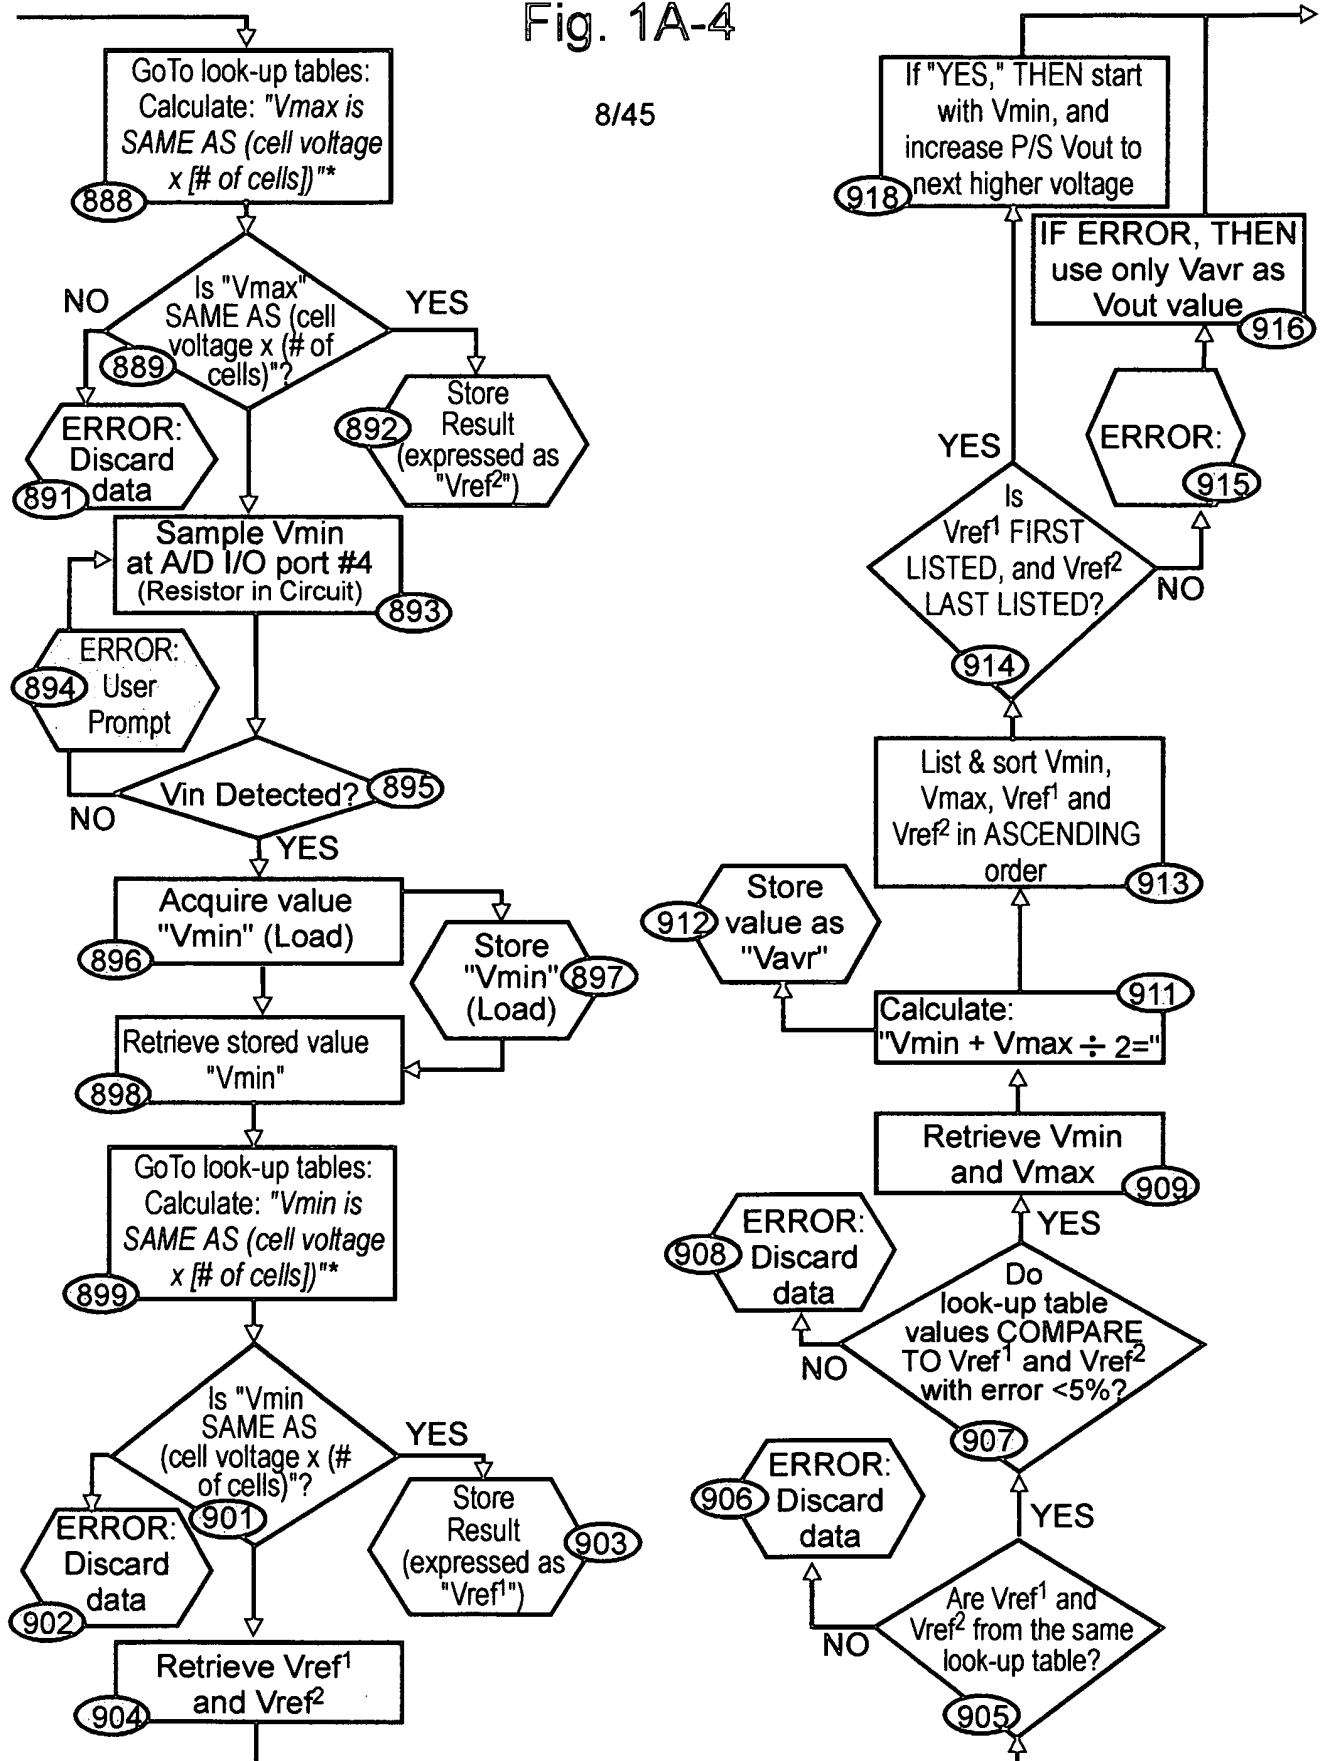 Fig. 1A-4
8/45
GoTo look-up tables:
Calculate: "Vmax is
SAME AS (cell voltage
x [# of cells])"*
888
Is "Vmax"
SAME AS (cell
voltage x (# of
cells)"?
889
NO
YES
ERROR:
Discard
data
891
Store
Result
(expressed as
"Vref²")
892
Sample Vmin
at A/D I/O port #4
(Resistor in Circuit)
893
ERROR:
User
Prompt
894
Vin Detected?
895
NO
YES
Acquire value
"Vmin" (Load)
896
Store
"Vmin"
(Load)
897
Retrieve stored value
"Vmin"
898
GoTo look-up tables:
Calculate: "Vmin is
SAME AS (cell voltage
x [# of cells])"*
899
Is "Vmin
SAME AS
(cell voltage x (#
of cells)"?
901
YES
ERROR:
Discard
data
902
Store
Result
(expressed as
"Vref¹")
903
Retrieve Vref¹
and Vref²
904
If "YES," THEN start
with Vmin, and
increase P/S Vout to
next higher voltage
918
IF ERROR, THEN
use only Vavr as
Vout value
916
ERROR:
915
YES
Is
Vref¹ FIRST
LISTED, and Vref²
LAST LISTED?
914
NO
List & sort Vmin,
Vmax, Vref¹ and
Vref² in ASCENDING
order
913
Store
value as
"Vavr"
912
911
Calculate:
"Vmin + Vmax ÷ 2="
Retrieve Vmin
and Vmax
909
YES
ERROR:
Discard
data
908
Do
look-up table
values COMPARE
TO Vref¹ and Vref²
with error <5%?
907
NO
ERROR:
Discard
data
906
YES
Are Vref¹ and
Vref² from the same
look-up table?
905
NO